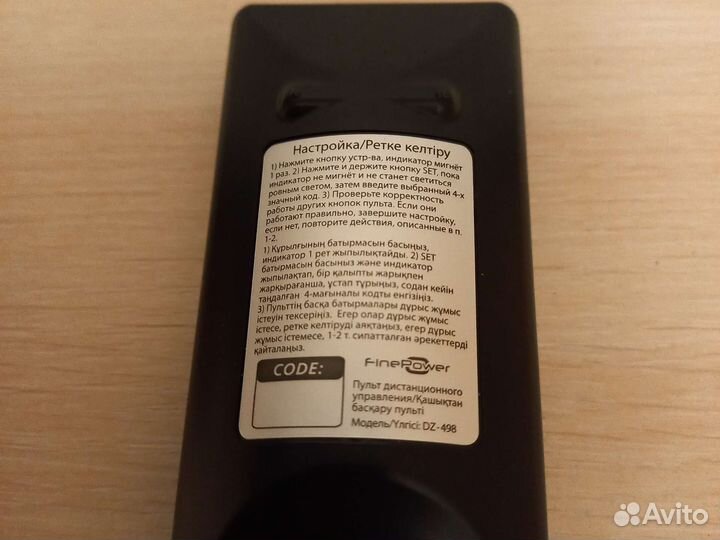 Настройка/Ретке келтіру
1) Нажмите кнопку устр-ва, индикатор мигнёт
1 раз. 2) Нажмите и держите кнопку SET, пока
индикатор не мигнёт и не станет светиться
ровным светом, затем введите выбранный 4-х
значный код. 3) Проверьте корректность
работы других кнопок пульта. Если они
работают правильно, завершите настройку,
если нет, повторите действия, описанные в п.
1-2.
1) Құрылғының батырмасын басыңыз,
индикатор 1 рет жыпылықтайды. 2) SET
батырмасын басыңыз және индикатор
жыпылақтап, бір қалыпты жарықпен
жарқырағанша, ұстап тұрыңыз, содан кейін
таңдалған 4-мағыналы кодты енгізіңіз.
3) Пульттің басқа батырмалары дұрыс жұмыс
істеуін тексеріңіз. Егер олар дұрыс жұмыс
істесе, ретке келтіруді аяқтаңыз, егер дұрыс
жұмыс істемесе, 1-2 т. сипатталған әрекеттерді
қайталаңыз.
CODE:
FinePower
Пульт дистанционного
управления/Қашықтан
басқару пульті
Модель/Үлгісі: DZ-498
Avito